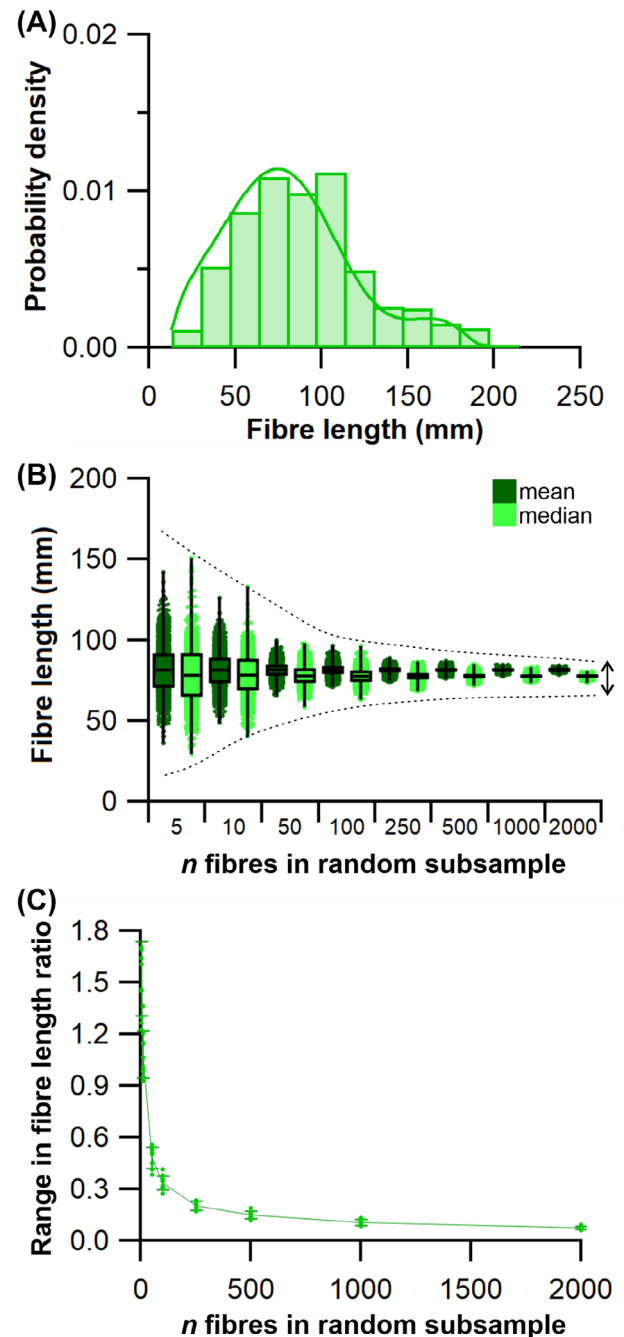 (A)
0.02
0.01
0.00
Probability density
0 50 100 150 200 250
Fibre length (mm)
(B)
200
150
100
50
0
Fibre length (mm)
mean
median
5 10 50 100 250 500 1000 2000
n fibres in random subsample
(C)
1.8
1.5
1.2
0.9
0.6
0.3
0.0
Range in fibre length ratio
0 500 1000 1500 2000
n fibres in random subsample